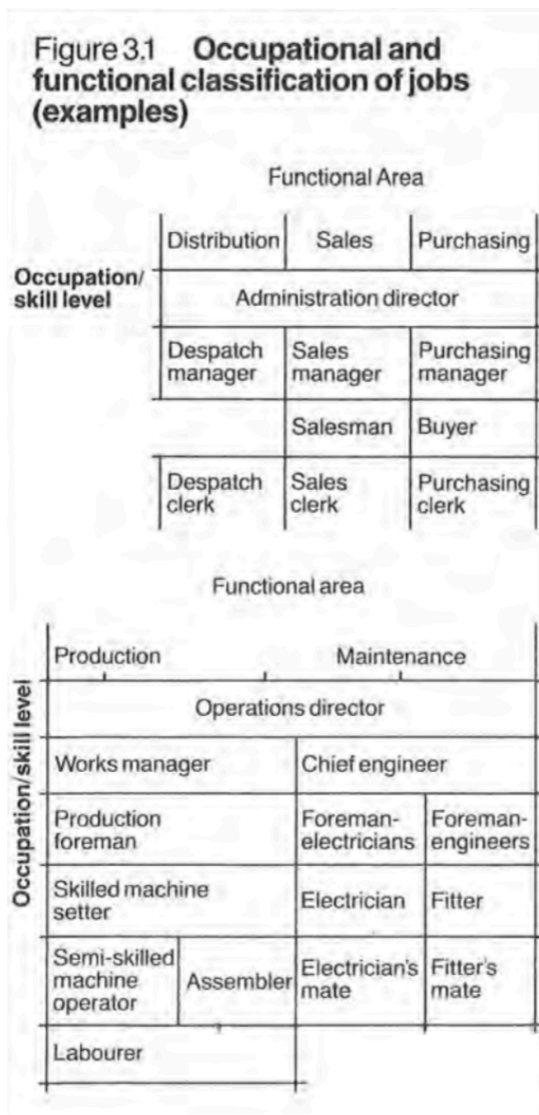 Figure 3.1 Occupational and
functional classification of jobs
(examples)
Functional Area
Distribution Sales Purchasing
Occupation/
skill level
Administration director
Despatch Sales Purchasing
manager manager manager
Salesman Buyer
Despatch Sales Purchasing
clerk clerk clerk
Functional area
Production Maintenance
Occupation/skill level
Operations director
Works manager Chief engineer
Production Foreman- Foreman-
foreman electricians engineers
Skilled machine
setter Electrician Fitter
Semi-skilled
machine Assembler Electrician's Fitter's
operator mate mate
Labourer